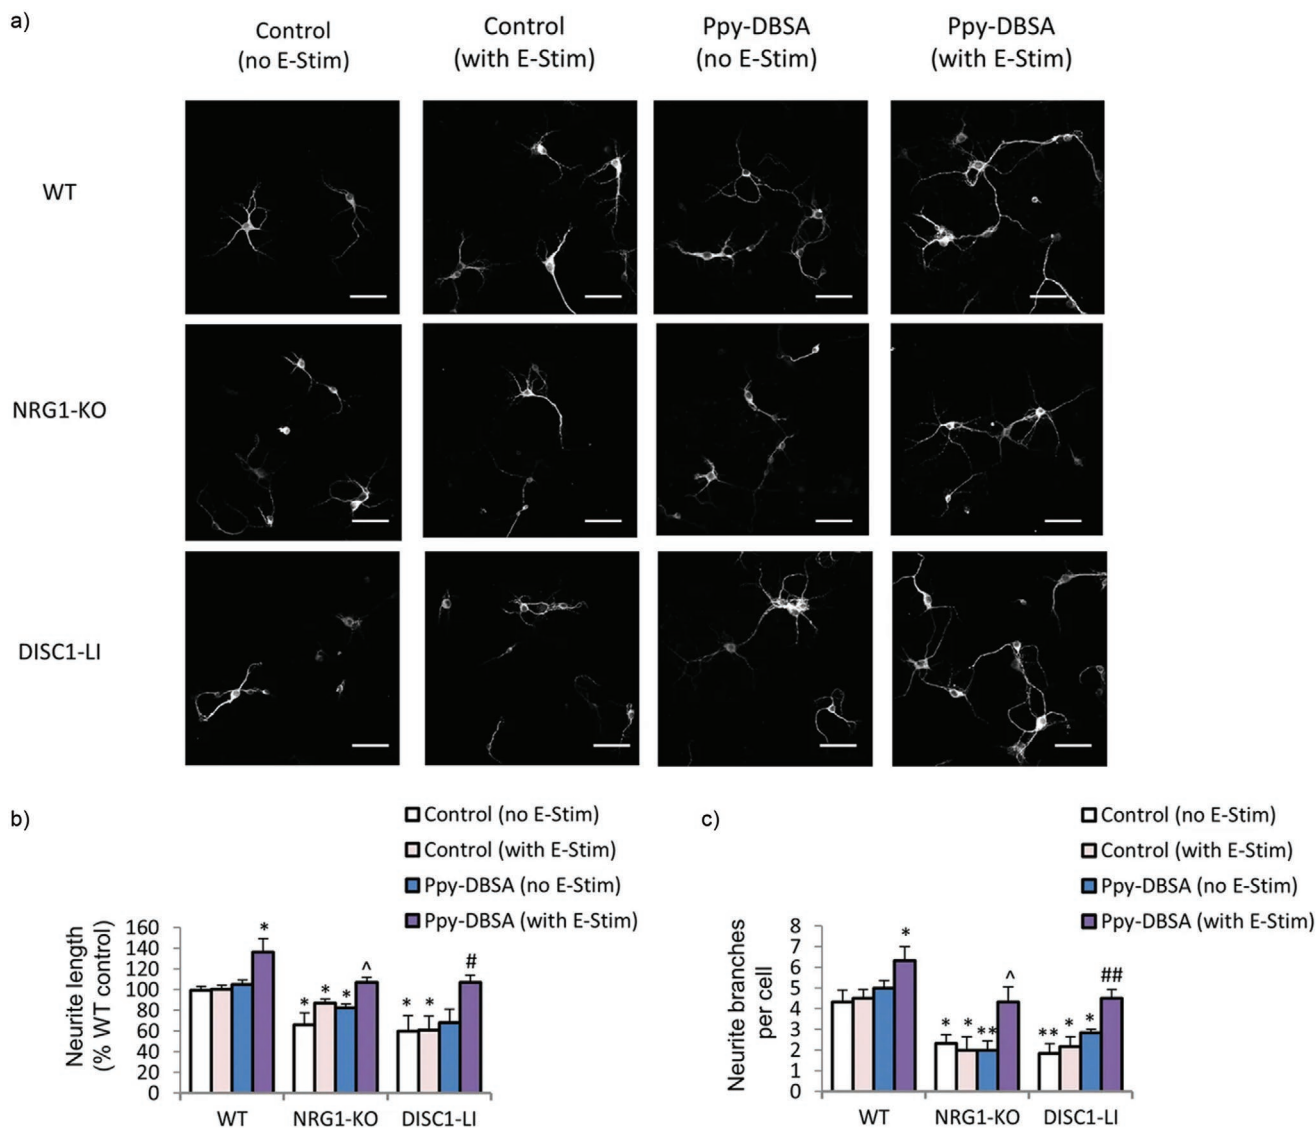 a)
Control
(no E-Stim)
Control
(with E-Stim)
Ppy-DBSA
(no E-Stim)
Ppy-DBSA
(with E-Stim)
WT
NRG1-KO
DISC1-LI
b)
Control (no E-Stim)
Control (with E-Stim)
Ppy-DBSA (no E-Stim)
Ppy-DBSA (with E-Stim)
Neurite length
(% WT control)
160
140
120
100
80
60
40
20
0
*
* * * ^
* * #
WT NRG1-KO DISC1-LI
c)
Control (no E-Stim)
Control (with E-Stim)
Ppy-DBSA (no E-Stim)
Ppy-DBSA (with E-Stim)
Neurite branches
per cell
8
7
6
5
4
3
2
1
0
*
* * ** ^
** * * ##
WT NRG1-KO DISC1-LI